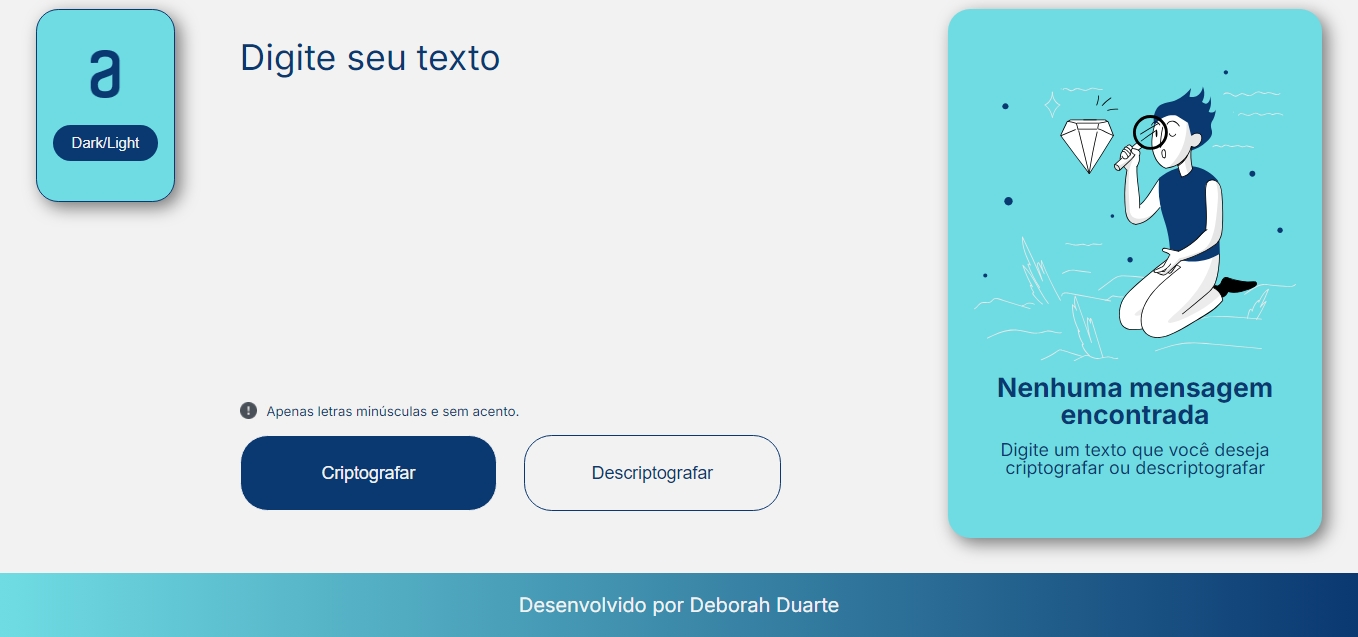 a
Dark/Light
Digite seu texto
Apenas letras minúsculas e sem acento.
Criptografar
Descriptografar
Nenhuma mensagem
encontrada
Digite um texto que você deseja
criptografar ou descriptografar
Desenvolvido por Deborah Duarte